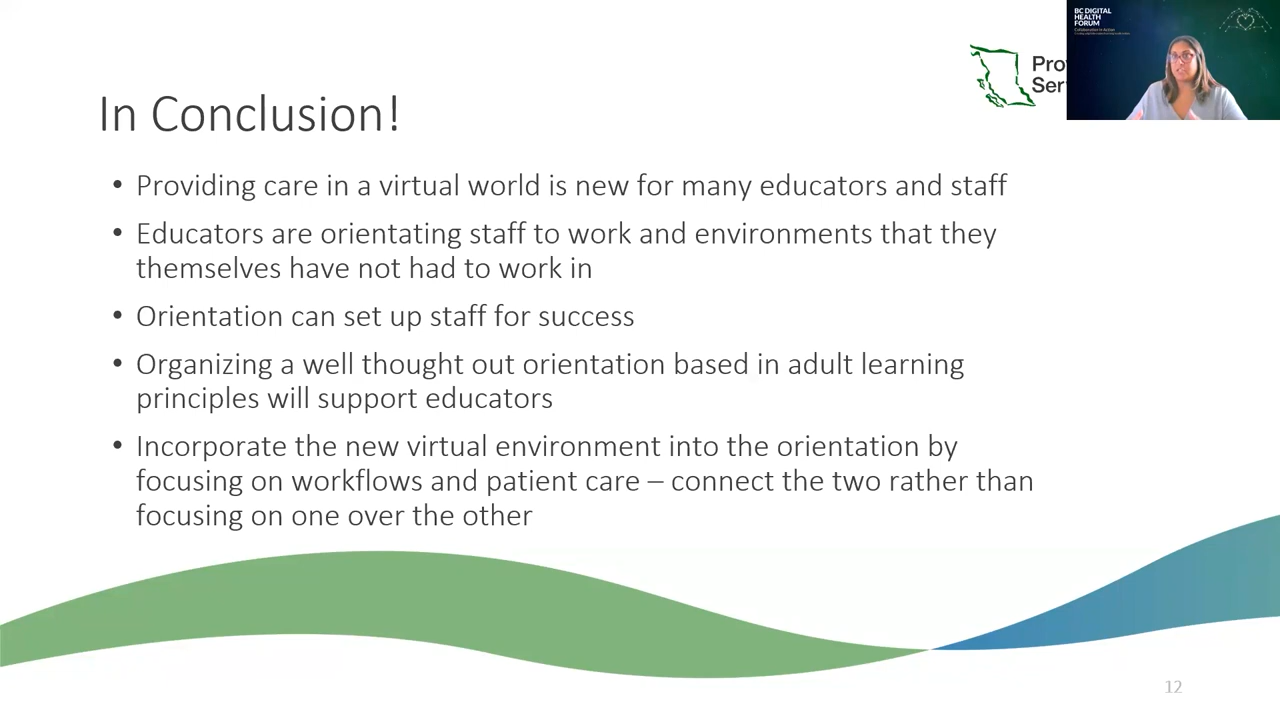 BC DIGITAL
HEALTH
FORUM
Collaboration in Action
In Conclusion!
• Providing care in a virtual world is new for many educators and staff
• Educators are orientating staff to work and environments that they
themselves have not had to work in
• Orientation can set up staff for success
• Organizing a well thought out orientation based in adult learning
principles will support educators
• Incorporate the new virtual environment into the orientation by
focusing on workflows and patient care – connect the two rather than
focusing on one over the other
12